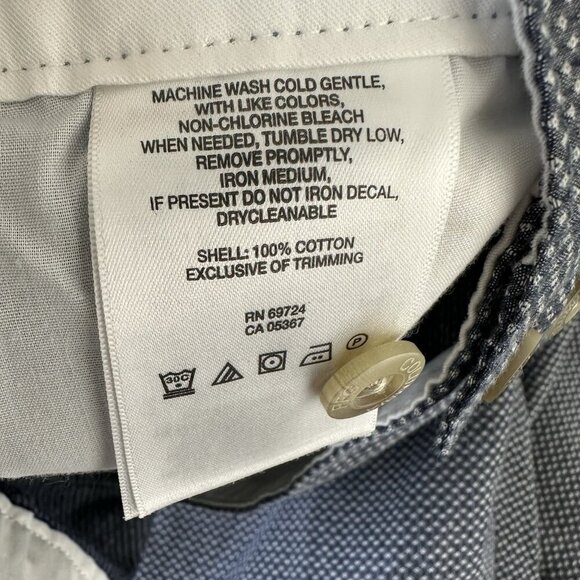 MACHINE WASH COLD GENTLE,
WITH LIKE COLORS,
NON-CHLORINE BLEACH
WHEN NEEDED, TUMBLE DRY LOW,
REMOVE PROMPTLY,
IRON MEDIUM,
IF PRESENT DO NOT IRON DECAL,
DRYCLEANABLE
SHELL: 100% COTTON
EXCLUSIVE OF TRIMMING
RN 69724
CA 05367
30C P